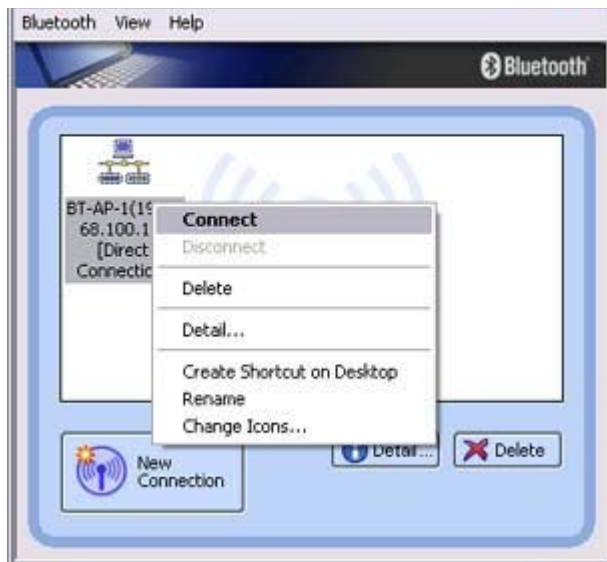 Bluetooth View Help
Bluetooth
BT-AP-1(19
68.100.1
[Direct
Connectio
Connect
Disconnect
Delete
Detail...
Create Shortcut on Desktop
Rename
Change Icons...
New
Connection
Detail...
Delete